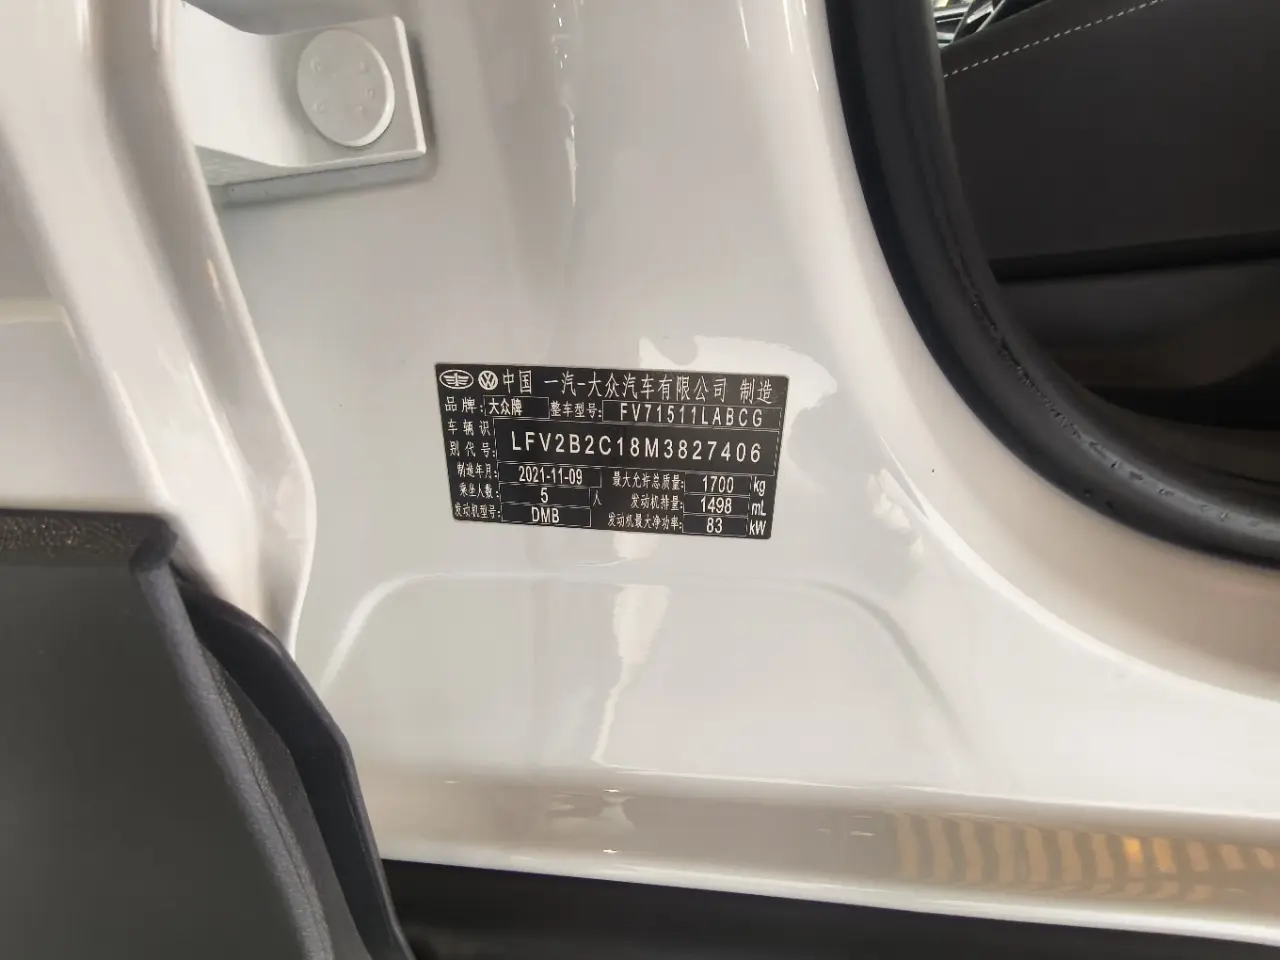 中国 一汽-大众汽车有限公司 制造
品牌: 大众牌 整车型号: FV71511LABCG
车辆识
别代号: LFV2B2C18M3827406
制造年月: 2021-11-09 最大允许总质量: 1700 kg
乘坐人数: 5 人 发动机排量: 1498 mL
发动机型号: DMB 发动机最大净功率: 83 kW